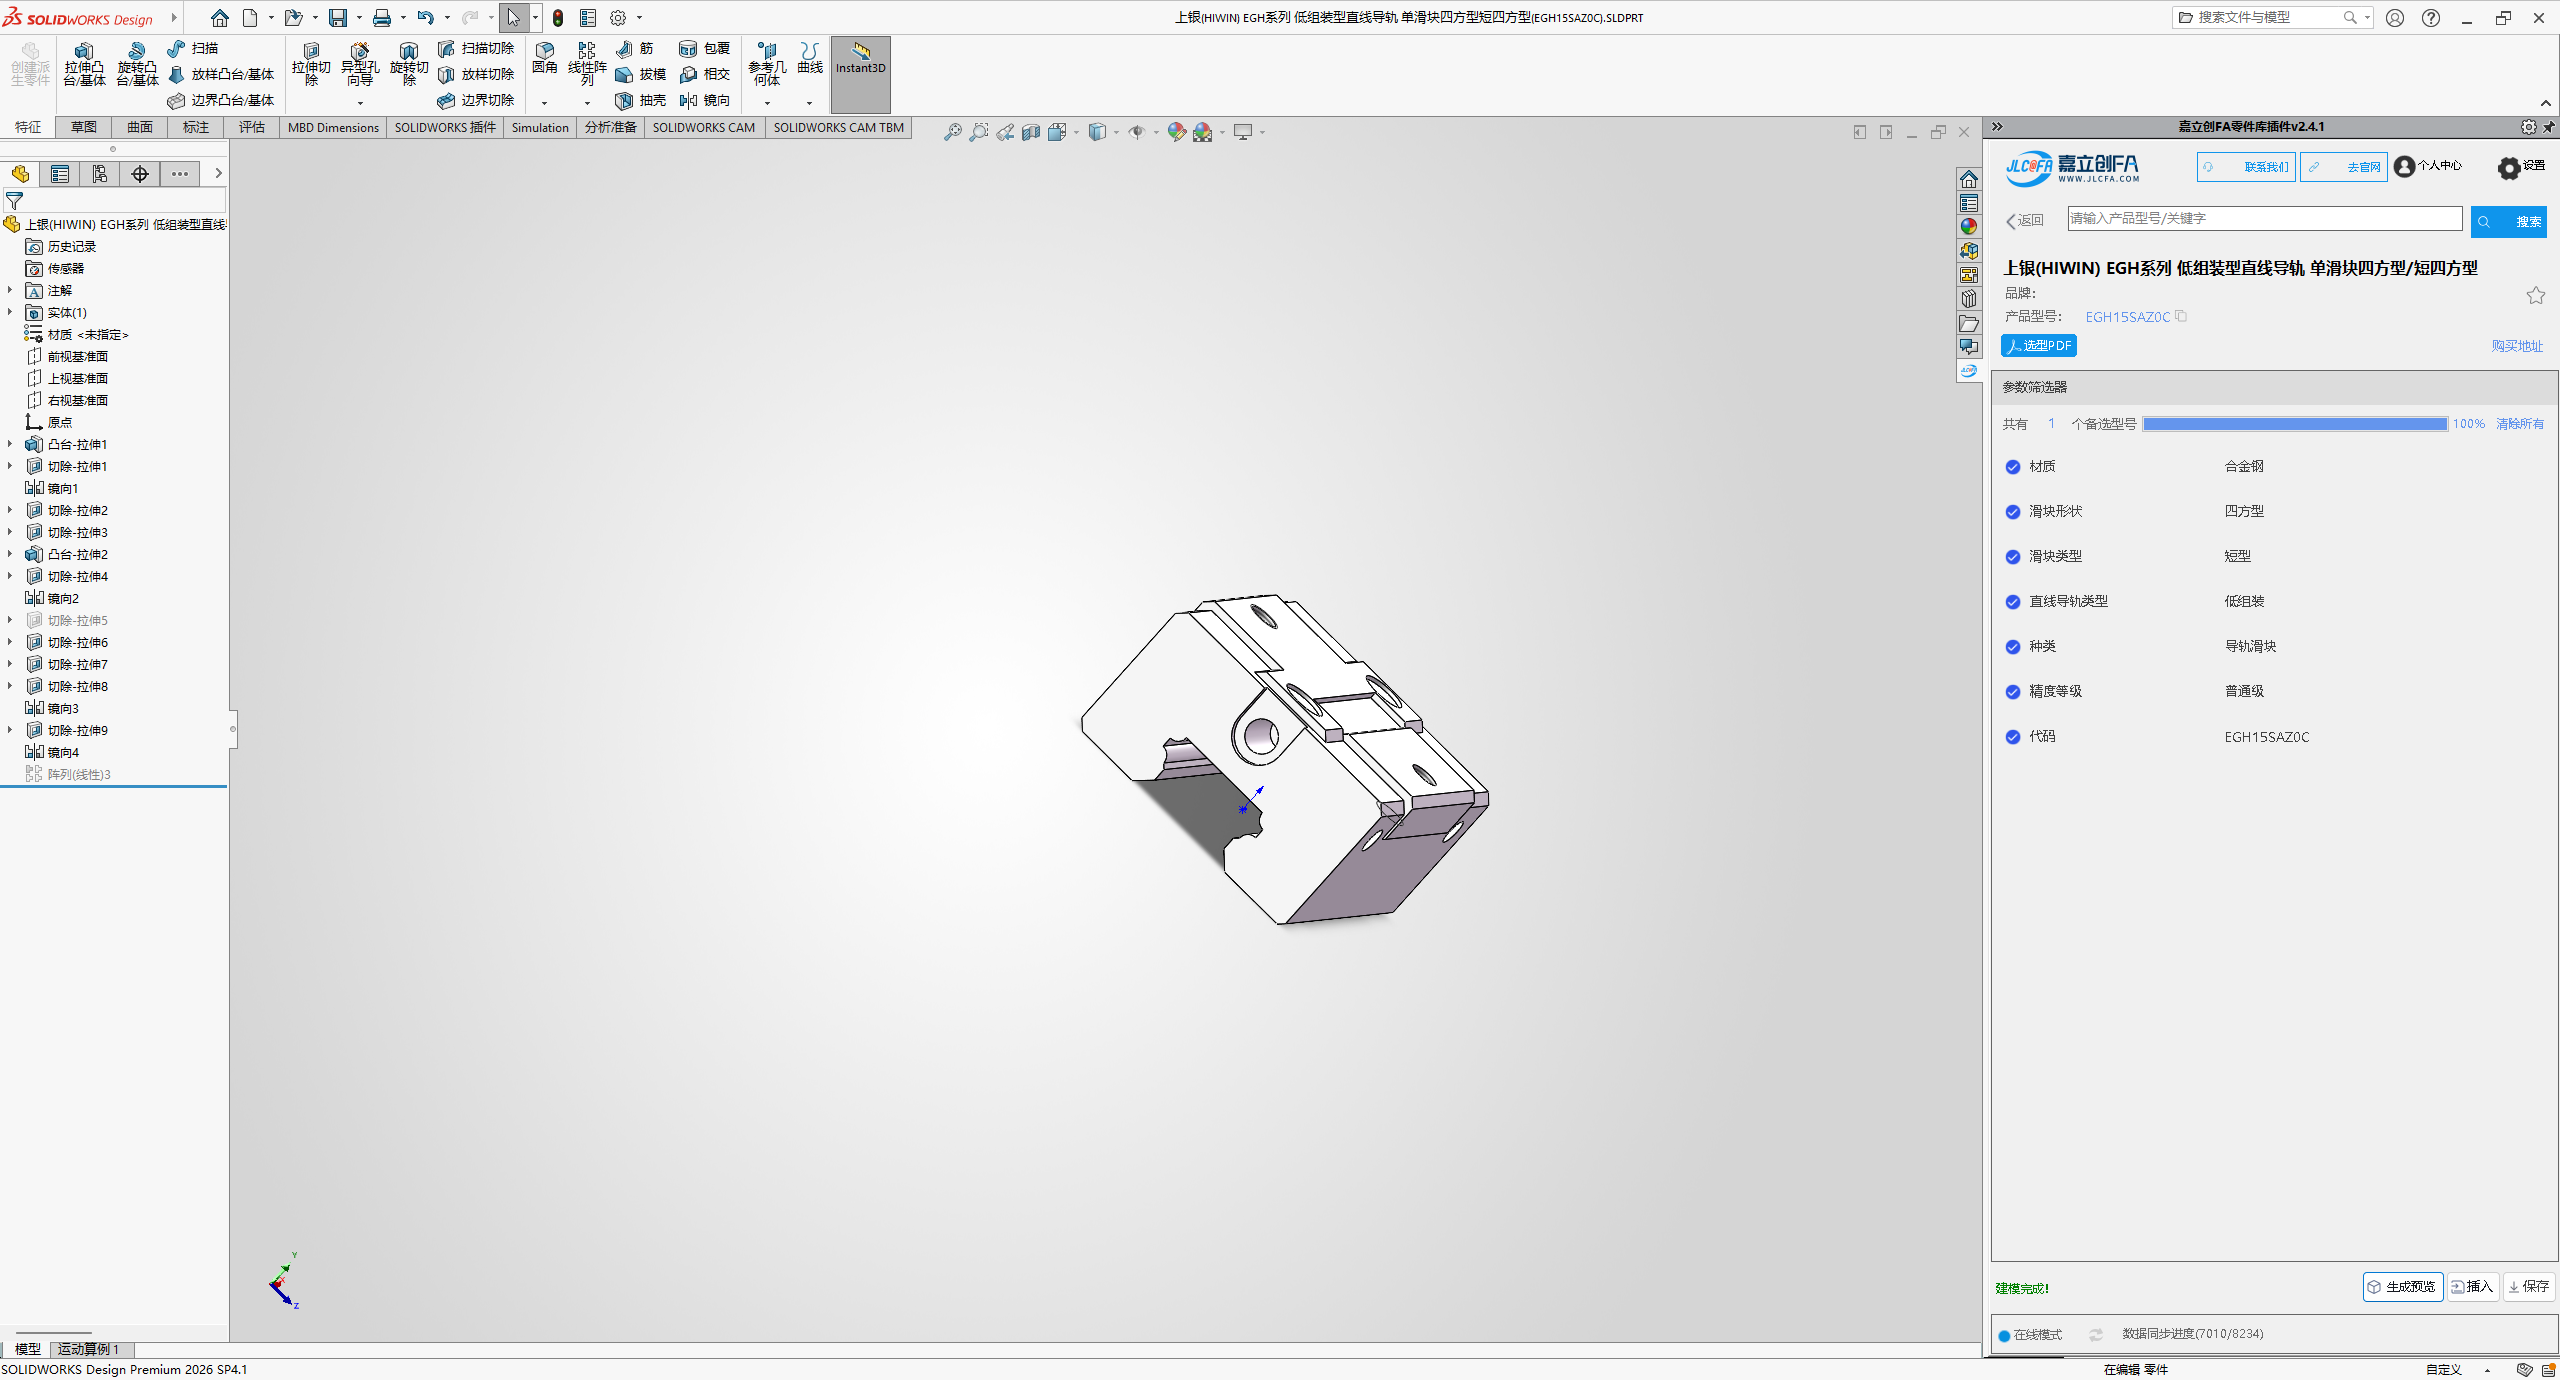 SOLIDWORKS Design
上银(HIWIN) EGH系列 低组装型直线导轨 单滑块四方型短四方型(EGH15SAZ0C).SLDPRT
搜索文件与模型
创建派生零件
拉伸凸台/基体
旋转凸台/基体
扫描
放样凸台/基体
边界凸台/基体
拉伸切除
异型孔向导
旋转切除
扫描切除
放样切除
边界切除
圆角
线性阵列
筋
拔模
抽壳
包覆
相交
镜向
参考几何体
曲线
Instant3D
特征
草图
曲面
标注
评估
MBD Dimensions
SOLIDWORKS 插件
Simulation
分析准备
SOLIDWORKS CAM
SOLIDWORKS CAM TBM
上银(HIWIN) EGH系列 低组装型直线
历史记录
传感器
注解
实体(1)
材质 <未指定>
前视基准面
上视基准面
右视基准面
原点
凸台-拉伸1
切除-拉伸1
镜向1
切除-拉伸2
切除-拉伸3
凸台-拉伸2
切除-拉伸4
镜向2
切除-拉伸5
切除-拉伸6
切除-拉伸7
切除-拉伸8
镜向3
切除-拉伸9
镜向4
阵列(线性)3
Y
X
Z
嘉立创FA零件库插件v2.4.1
JLC@FA 嘉立创FA
WWW.JLCFA.COM
联系我们
去官网
个人中心
设置
返回
请输入产品型号/关键字
搜索
上银(HIWIN) EGH系列 低组装型直线导轨 单滑块四方型/短四方型
品牌：
产品型号： EGH15SAZ0C
选型PDF
购买地址
参数筛选器
共有 1 个备选型号 100% 清除所有
材质 合金钢
滑块形状 四方型
滑块类型 短型
直线导轨类型 低组装
种类 导轨滑块
精度等级 普通级
代码 EGH15SAZ0C
建模完成!
生成预览
插入
保存
在线模式
数据同步进度(7010/8234)
模型
运动算例 1
SOLIDWORKS Design Premium 2026 SP4.1
在编辑 零件
自定义